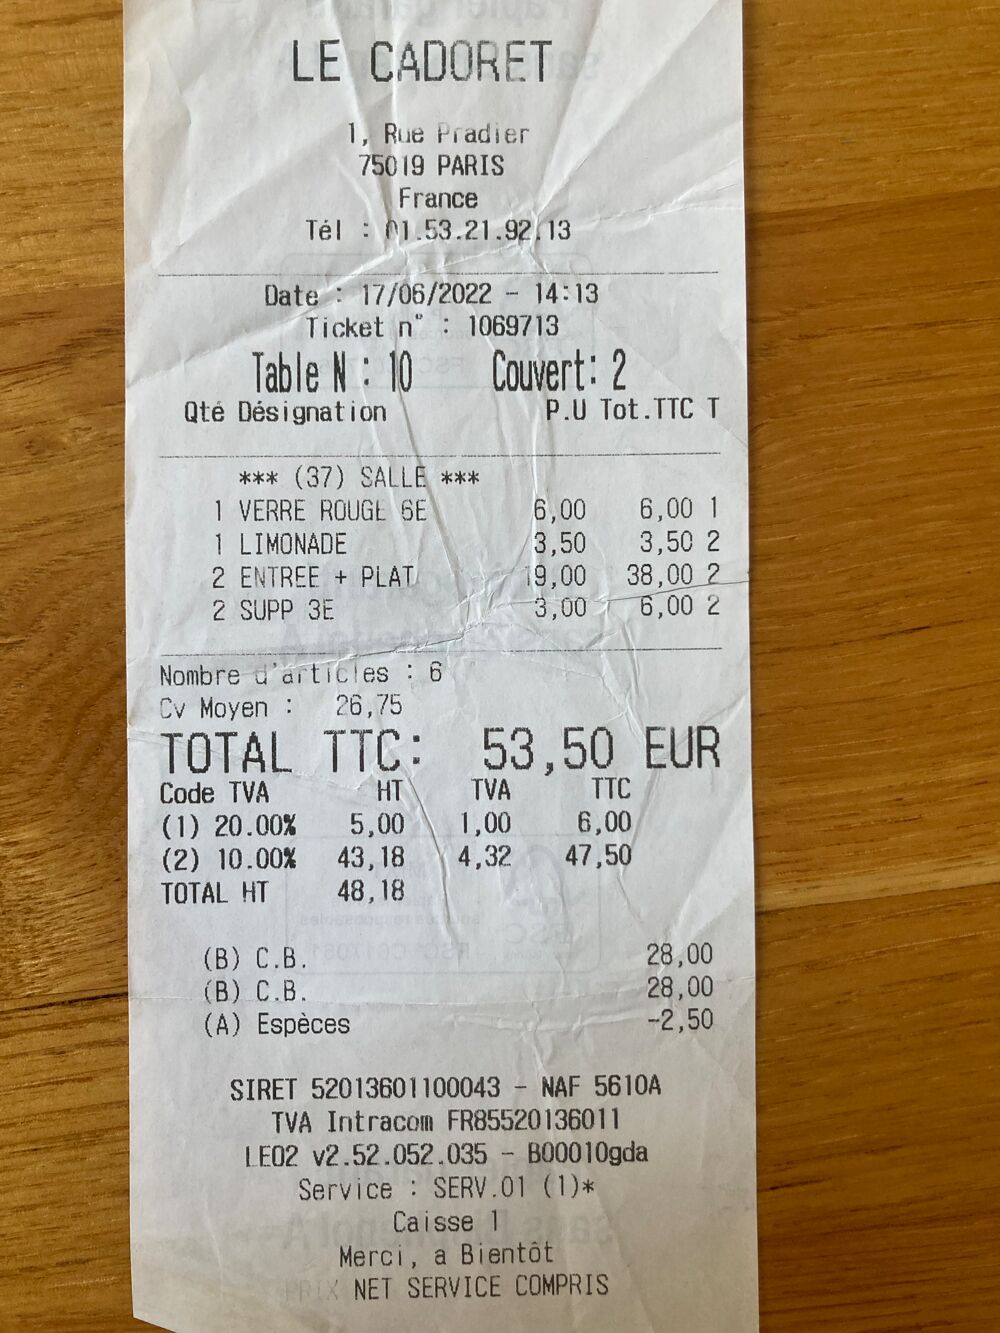 LE CADORET
1, Rue Pradier
75019 PARIS
France
Tél : 01.53.21.92.13
Date : 17/06/2022 - 14:13
Ticket n° : 1069713
Table N : 10 Couvert: 2
Qté Désignation P.U Tot.TTC T
*** (37) SALLE ***
1 VERRE ROUGE 6E 6,00 6,00 1
1 LIMONADE 3,50 3,50 2
2 ENTREE + PLAT 19,00 38,00 2
2 SUPP 3E 3,00 6,00 2
Nombre d'articles : 6
Cv Moyen : 26,75
TOTAL TTC: 53,50 EUR
Code TVA HT TVA TTC
(1) 20.00% 5,00 1,00 6,00
(2) 10.00% 43,18 4,32 47,50
TOTAL HT 48,18
(B) C.B. 28,00
(B) C.B. 28,00
(A) Espèces -2,50
SIRET 52013601100043 - NAF 5610A
TVA Intracom FR85520136011
LEO2 v2.52.052.035 - B00010gda
Service : SERV.01 (1)*
Caisse 1
Merci, a Bientôt
PRIX NET SERVICE COMPRIS